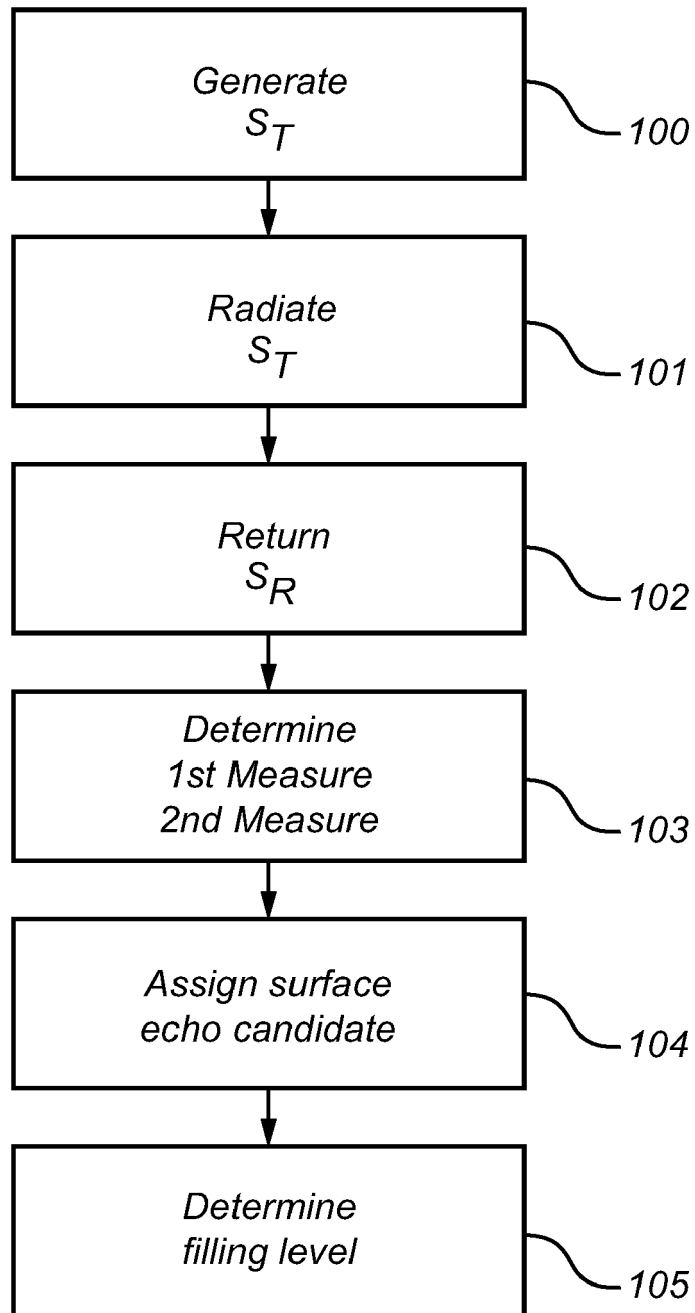 Generate
S_T
100
Radiate
S_T
101
Return
S_R
102
Determine
1st Measure
2nd Measure
103
Assign surface
echo candidate
104
Determine
filling level
105